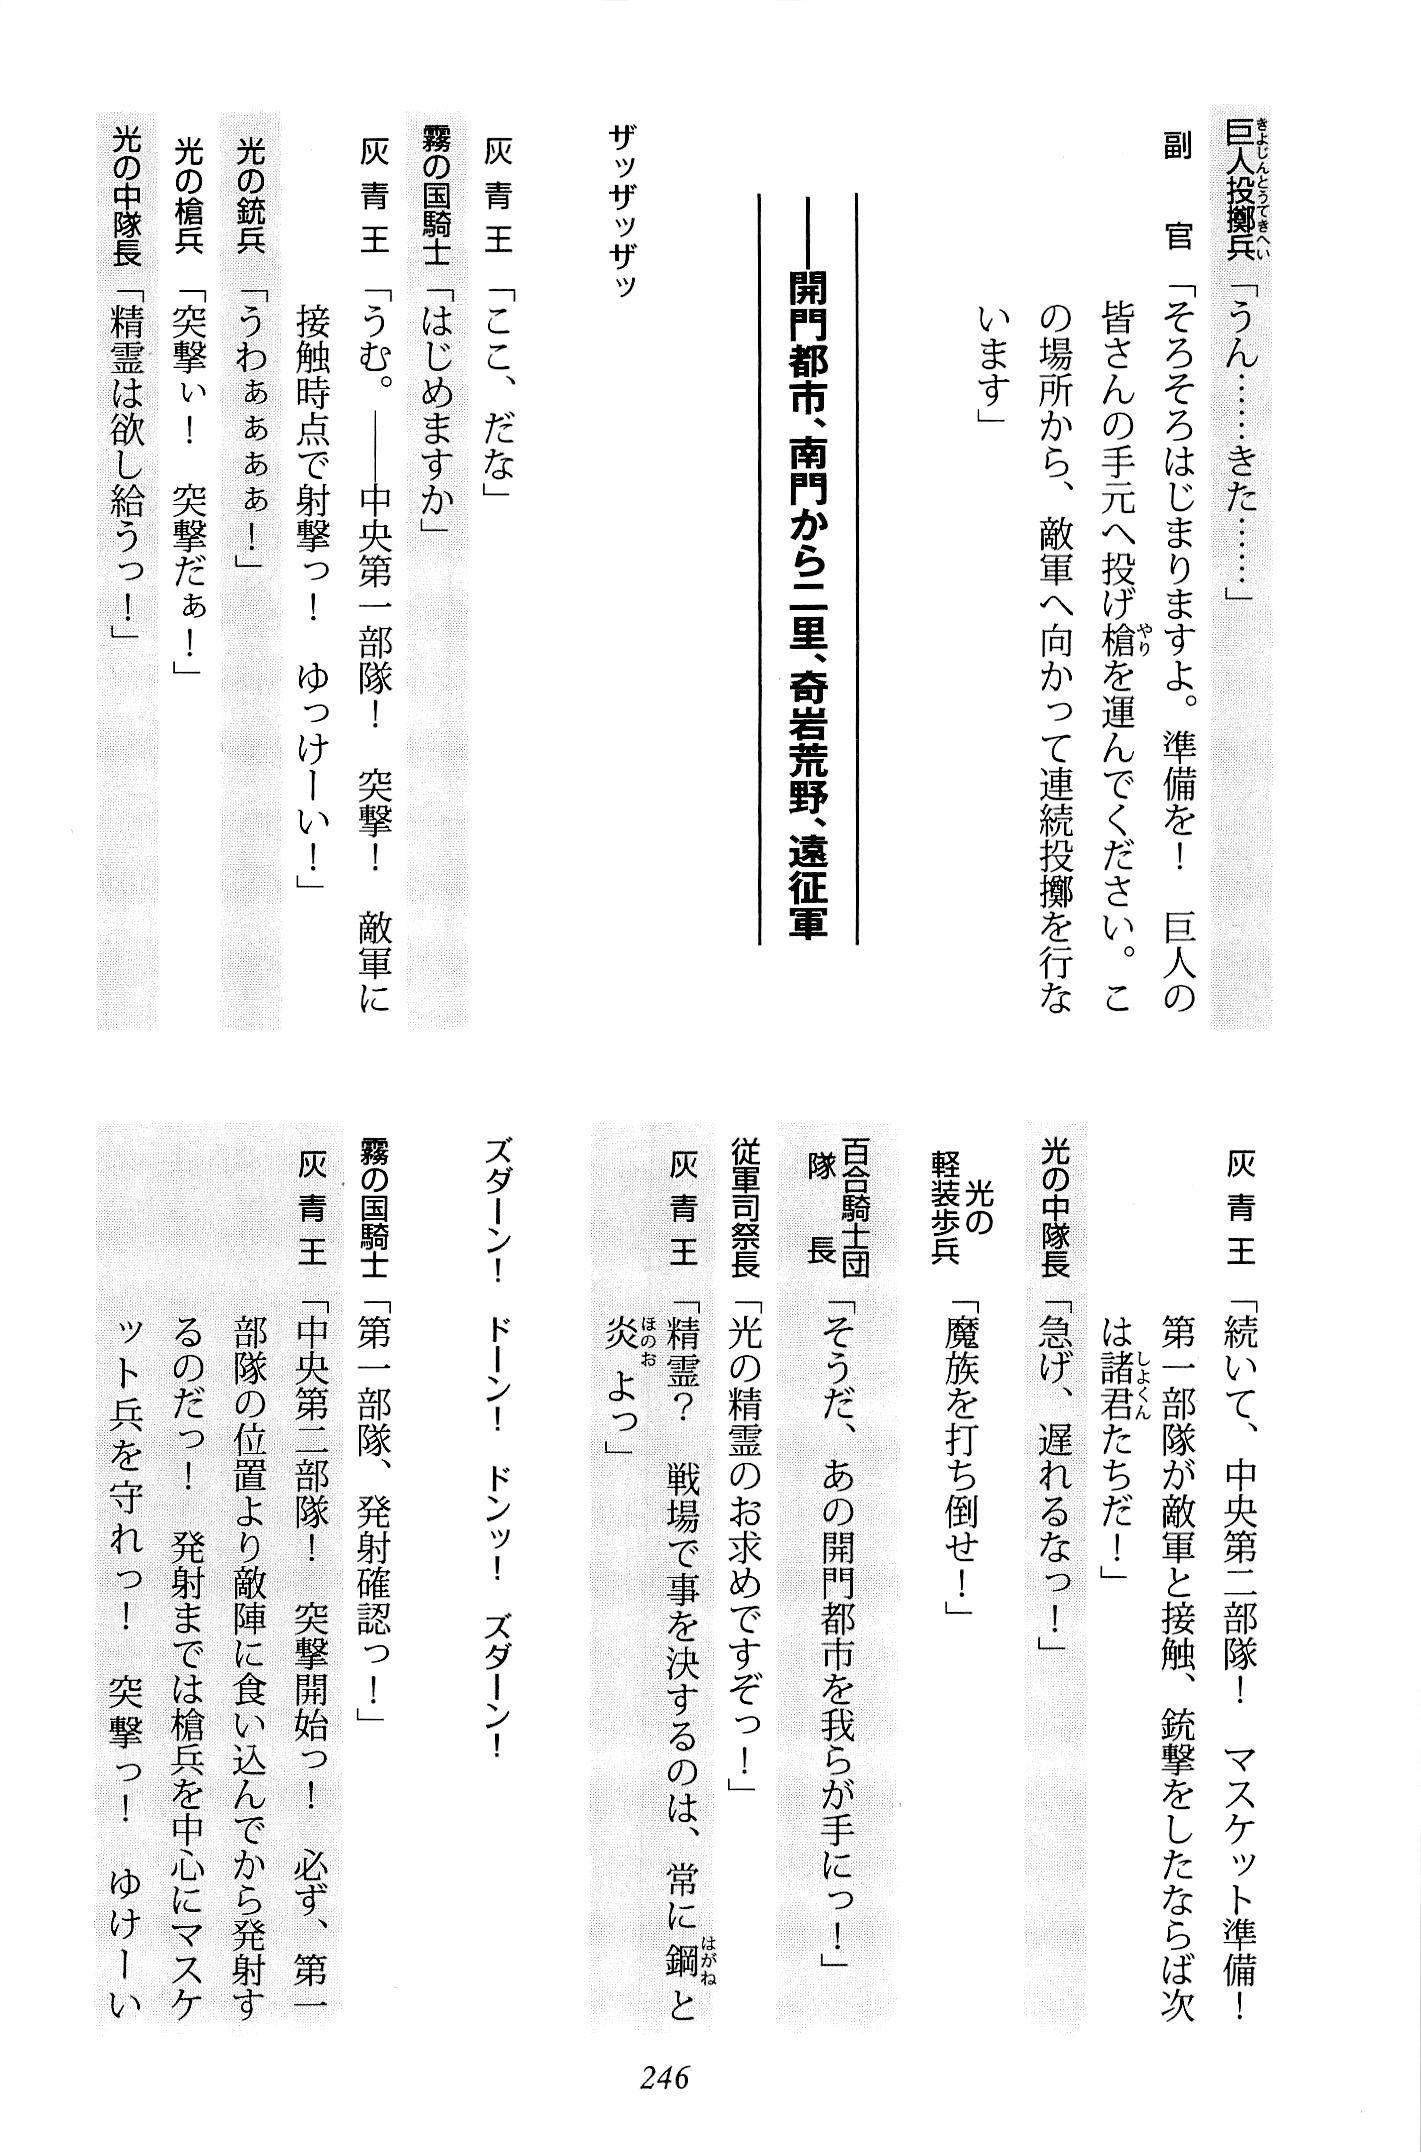 巨人投擲兵「うん……きた……」
副官「そろそろはじまりますよ。準備を！　巨人の
皆さんの手元へ投げ槍を運んでください。こ
の場所から、敵軍へ向かって連続投擲を行な
います」
――開門都市、南門から二里、奇岩荒野、遠征軍
ザッザッザッ
灰青王「ここ、だな」
霧の国騎士「はじめますか」
灰青王「うむ。――中央第一部隊！　突撃！　敵軍に
接触時点で射撃っ！　ゆっけーい！」
光の銃兵「うわぁぁぁぁ！」
光の槍兵「突撃ぃ！　突撃だぁ！」
光の中隊長「精霊は欲し給うっ！」
灰青王「続いて、中央第二部隊！　マスケット準備！
第一部隊が敵軍と接触、銃撃をしたならば次
は諸君たちだ！」
光の中隊長「急げ、遅れるなっ！」
光の軽装歩兵「魔族を打ち倒せ！」
百合騎士団隊長「そうだ、あの開門都市を我らが手にっ！」
従軍司祭長「光の精霊のお求めですぞっ！」
灰青王「精霊？　戦場で事を決するのは、常に鋼と
炎よっ」
ズダーン！　ドーン！　ドンッ！　ズダーン！
霧の国騎士「第一部隊、発射確認っ！」
灰青王「中央第二部隊！　突撃開始っ！　必ず、第一
部隊の位置より敵陣に食い込んでから発射す
るのだっ！　発射までは槍兵を中心にマスケ
ット兵を守れっ！　突撃っ！　ゆけーい
246